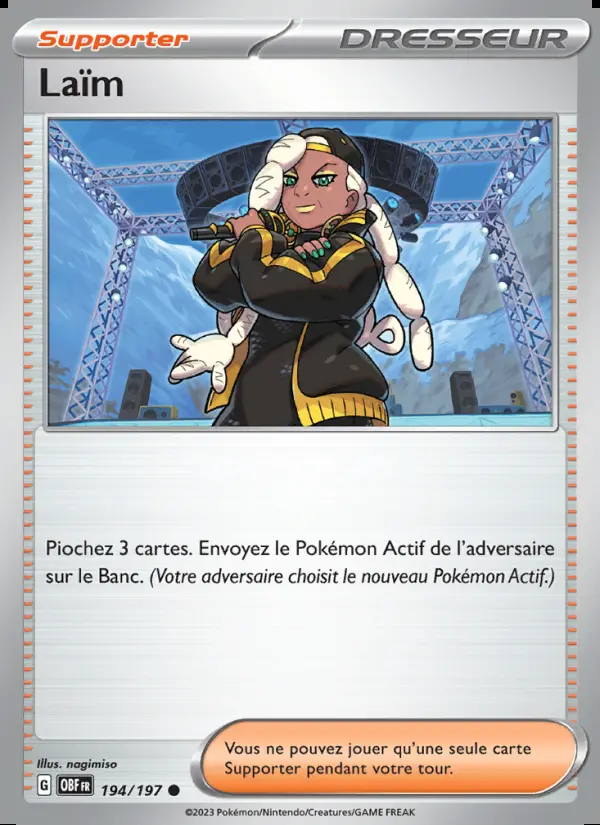 Supporter
DRESSEUR
Laïm
Piochez 3 cartes. Envoyez le Pokémon Actif de l'adversaire
sur le Banc. (Votre adversaire choisit le nouveau Pokémon Actif.)
Vous ne pouvez jouer qu'une seule carte
Supporter pendant votre tour.
Illus. nagimiso
G OBF FR 194/197
©2023 Pokémon/Nintendo/Creatures/GAME FREAK